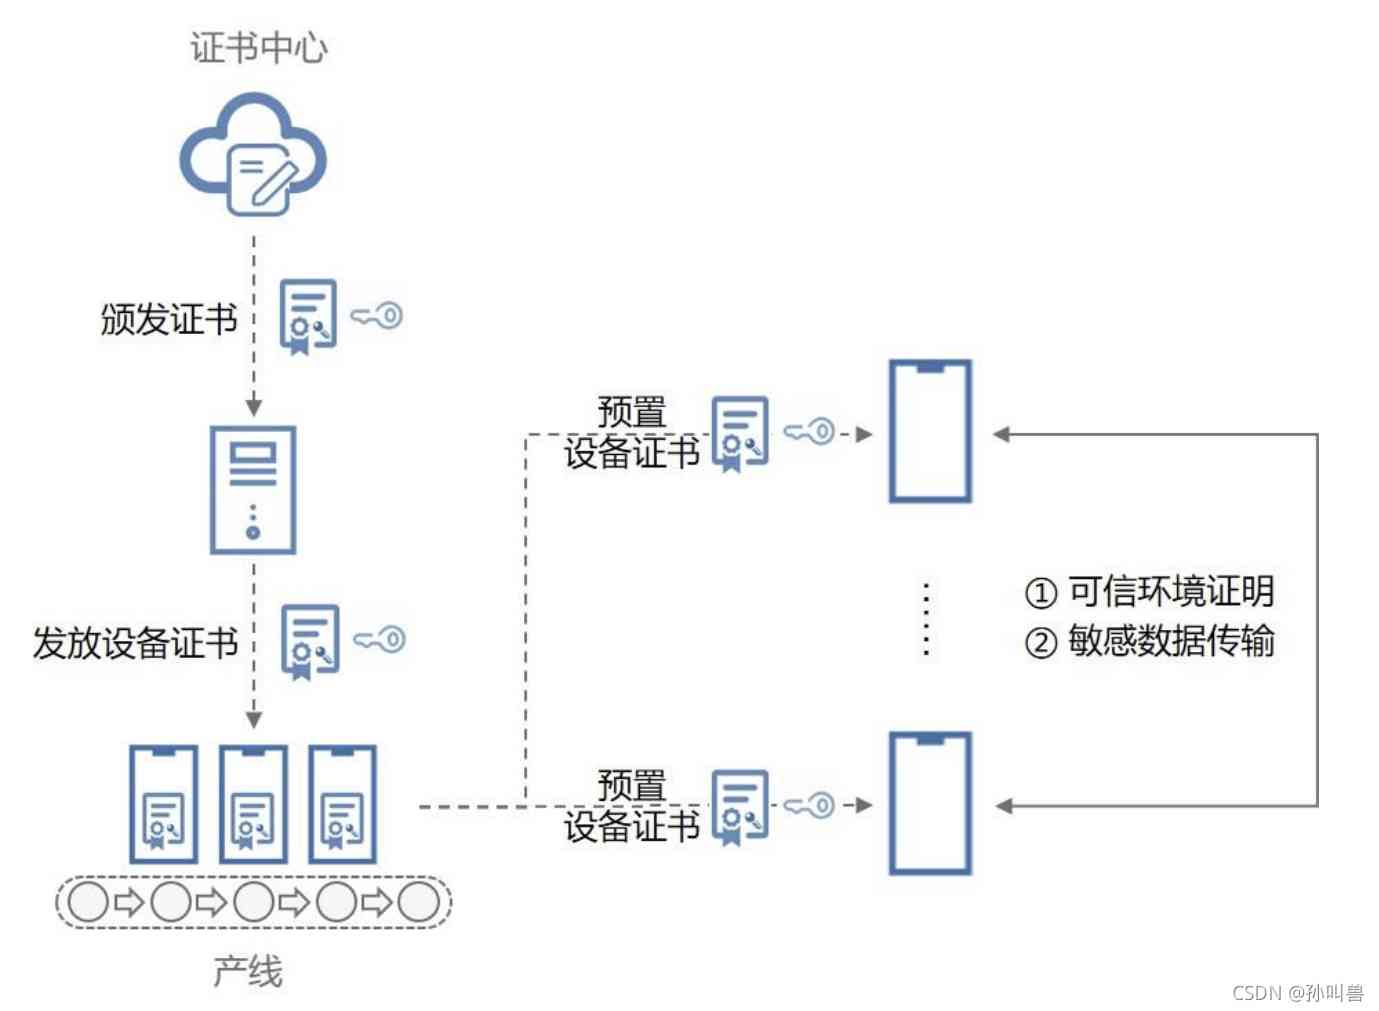 证书中心
颁发证书
预置
设备证书
① 可信环境证明
② 敏感数据传输
发放设备证书
预置
设备证书
产线
CSDN @孙叫兽